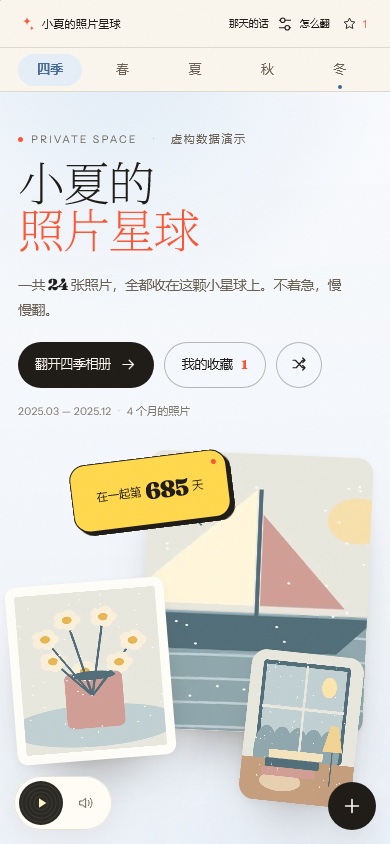 小夏的照片星球
那天的话 怎么翻 1
四季 春 夏 秋 冬
PRIVATE SPACE · 虚构数据演示
小夏的
照片星球
一共 24 张照片，全都收在这颗小星球上。不着急，慢
慢翻。
翻开四季相册 → 我的收藏 1
2025.03 — 2025.12 · 4 个月的照片
在一起第 685 天